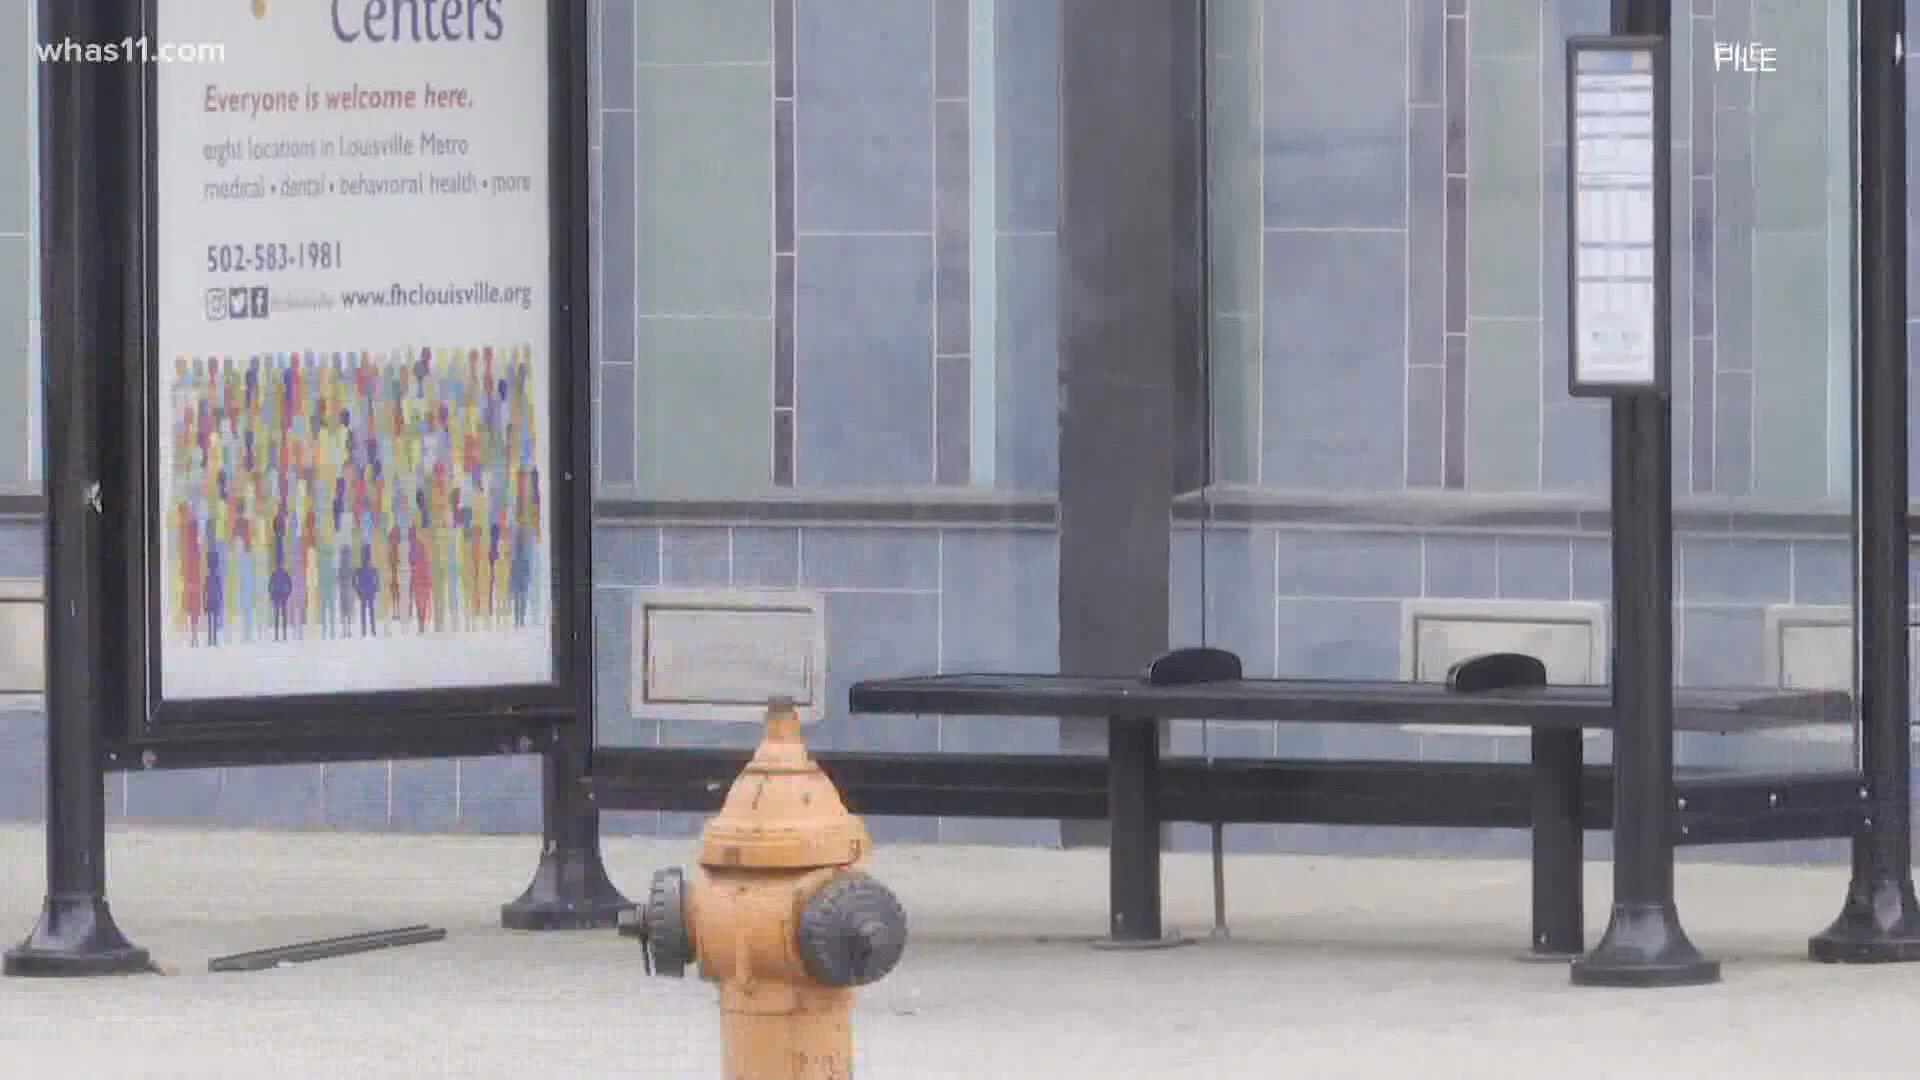 whas11.com
Centers
Everyone is welcome here.
eight locations in Louisville Metro
medical • dental • behavioral health • more
502-583-1981
www.fhclouisville.org
FILE